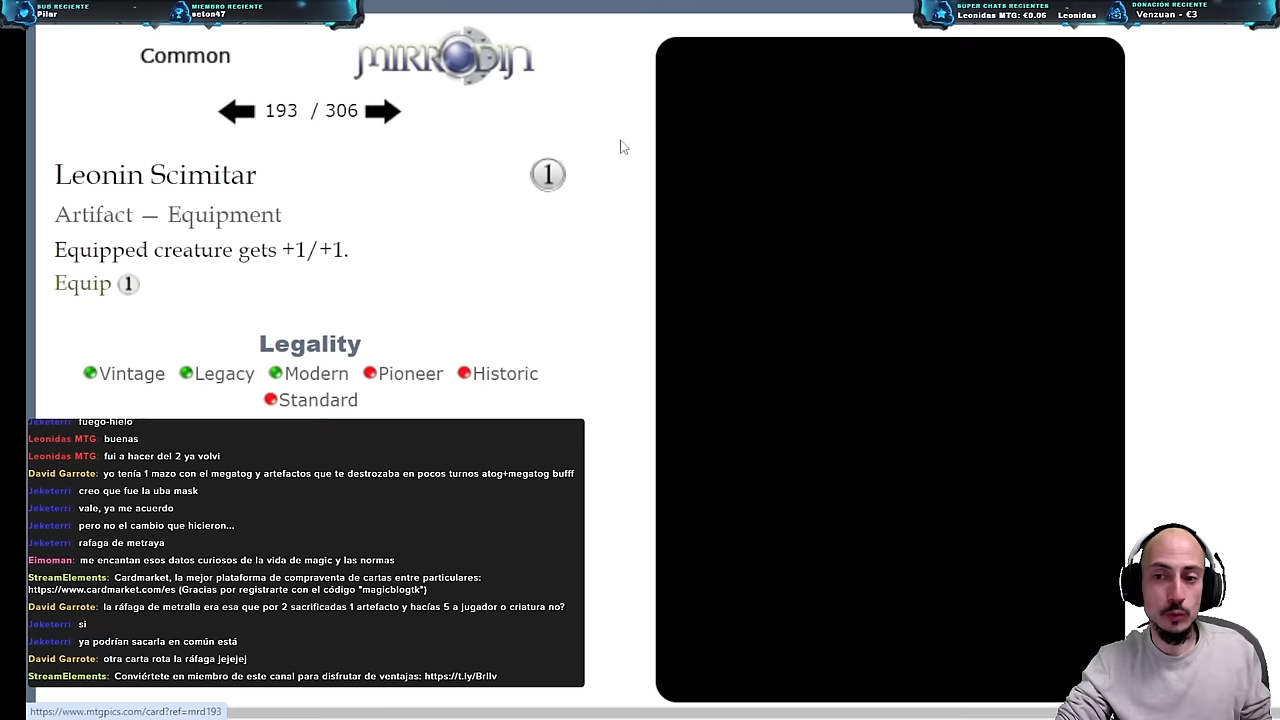 SUB RECIENTE
Pilar
MIEMBRO RECIENTE
seton47
SUPER CHATS RECIENTES
Leonidas MTG: €0.06 Leonidas
DONACIÓN RECIENTE
Venzuan - €3
Common
MIRRODIN
193 / 306
Leonin Scimitar 1
Artifact — Equipment
Equipped creature gets +1/+1.
Equip 1
Legality
Vintage Legacy Modern Pioneer Historic
Standard
Jeketerri: fuego-hielo
Leonidas MTG: buenas
Leonidas MTG: fui a hacer del 2 ya volvi
David Garrote: yo tenía 1 mazo con el megatog y artefactos que te destrozaba en pocos turnos atog+megatog bufff
Jeketerri: creo que fue la uba mask
Jeketerri: vale, ya me acuerdo
Jeketerri: pero no el cambio que hicieron...
Jeketerri: rafaga de metraya
Eimoman: me encantan esos datos curiosos de la vida de magic y las normas
StreamElements: Cardmarket, la mejor plataforma de compraventa de cartas entre particulares:
https://www.cardmarket.com/es (Gracias por registrarte con el código "magicblogtk")
David Garrote: la ráfaga de metralla era esa que por 2 sacrificadas 1 artefacto y hacías 5 a jugador o criatura no?
Jeketerri: si
Jeketerri: ya podrían sacarla en común está
David Garrote: otra carta rota la ráfaga jejejej
StreamElements: Conviértete en miembro de este canal para disfrutar de ventajas: https://t.ly/Brllv
https://www.mtgpics.com/card?ref=mrd193